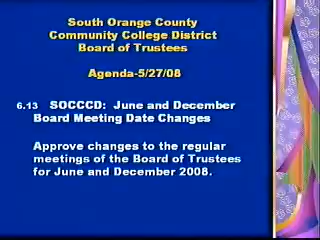 South Orange County
Community College District
Board of Trustees
Agenda-5/27/08
6.13 SOCCCD: June and December
Board Meeting Date Changes
Approve changes to the regular
meetings of the Board of Trustees
for June and December 2008.